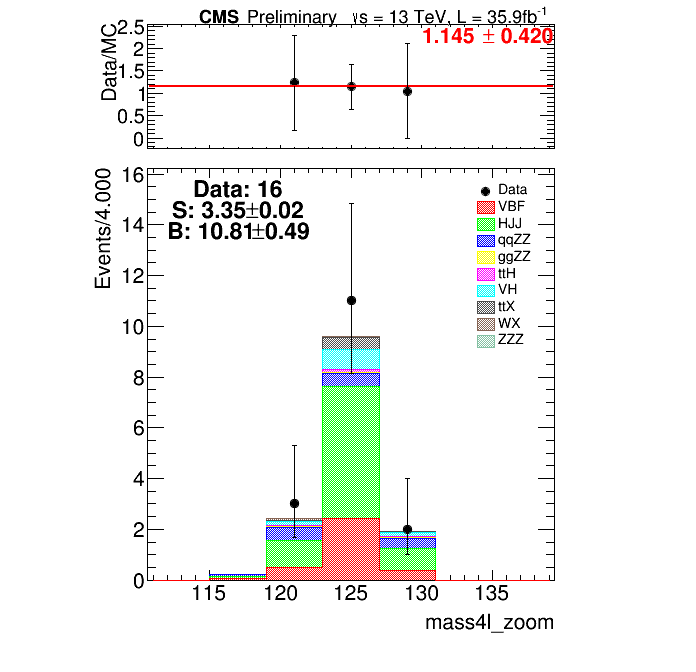 CMS Preliminary √s = 13 TeV, L = 35.9fb⁻¹
Data/MC
2.5
2
1.5
1
0.5
0
1.145 ± 0.420
Events/4.000
16
14
12
10
8
6
4
2
0
Data: 16
S: 3.35±0.02
B: 10.81±0.49
Data
VBF
HJJ
qqZZ
ggZZ
ttH
VH
ttX
WX
ZZZ
115 120 125 130 135
mass4l_zoom